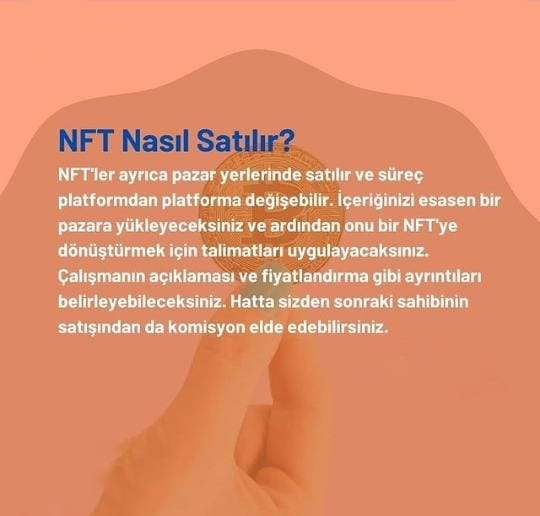 NFT Nasıl Satılır?
NFT'ler ayrıca pazar yerlerinde satılır ve süreç
platformdan platforma değişebilir. İçeriğinizi esasen bir
pazara yükleyeceksiniz ve ardından onu bir NFT'ye
dönüştürmek için talimatları uygulayacaksınız.
Çalışmanın açıklaması ve fiyatlandırma gibi ayrıntıları
belirleyebileceksiniz. Hatta sizden sonraki sahibinin
satışından da komisyon elde edebilirsiniz.